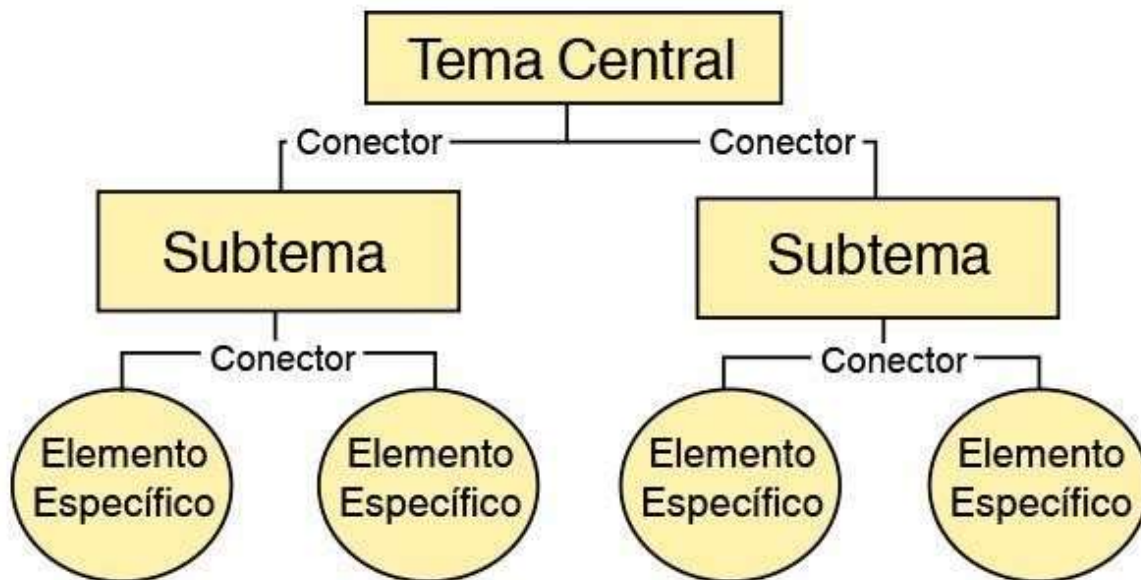 Tema Central
Conector Conector
Subtema Subtema
Conector Conector
Elemento Elemento Elemento Elemento
Específico Específico Específico Específico